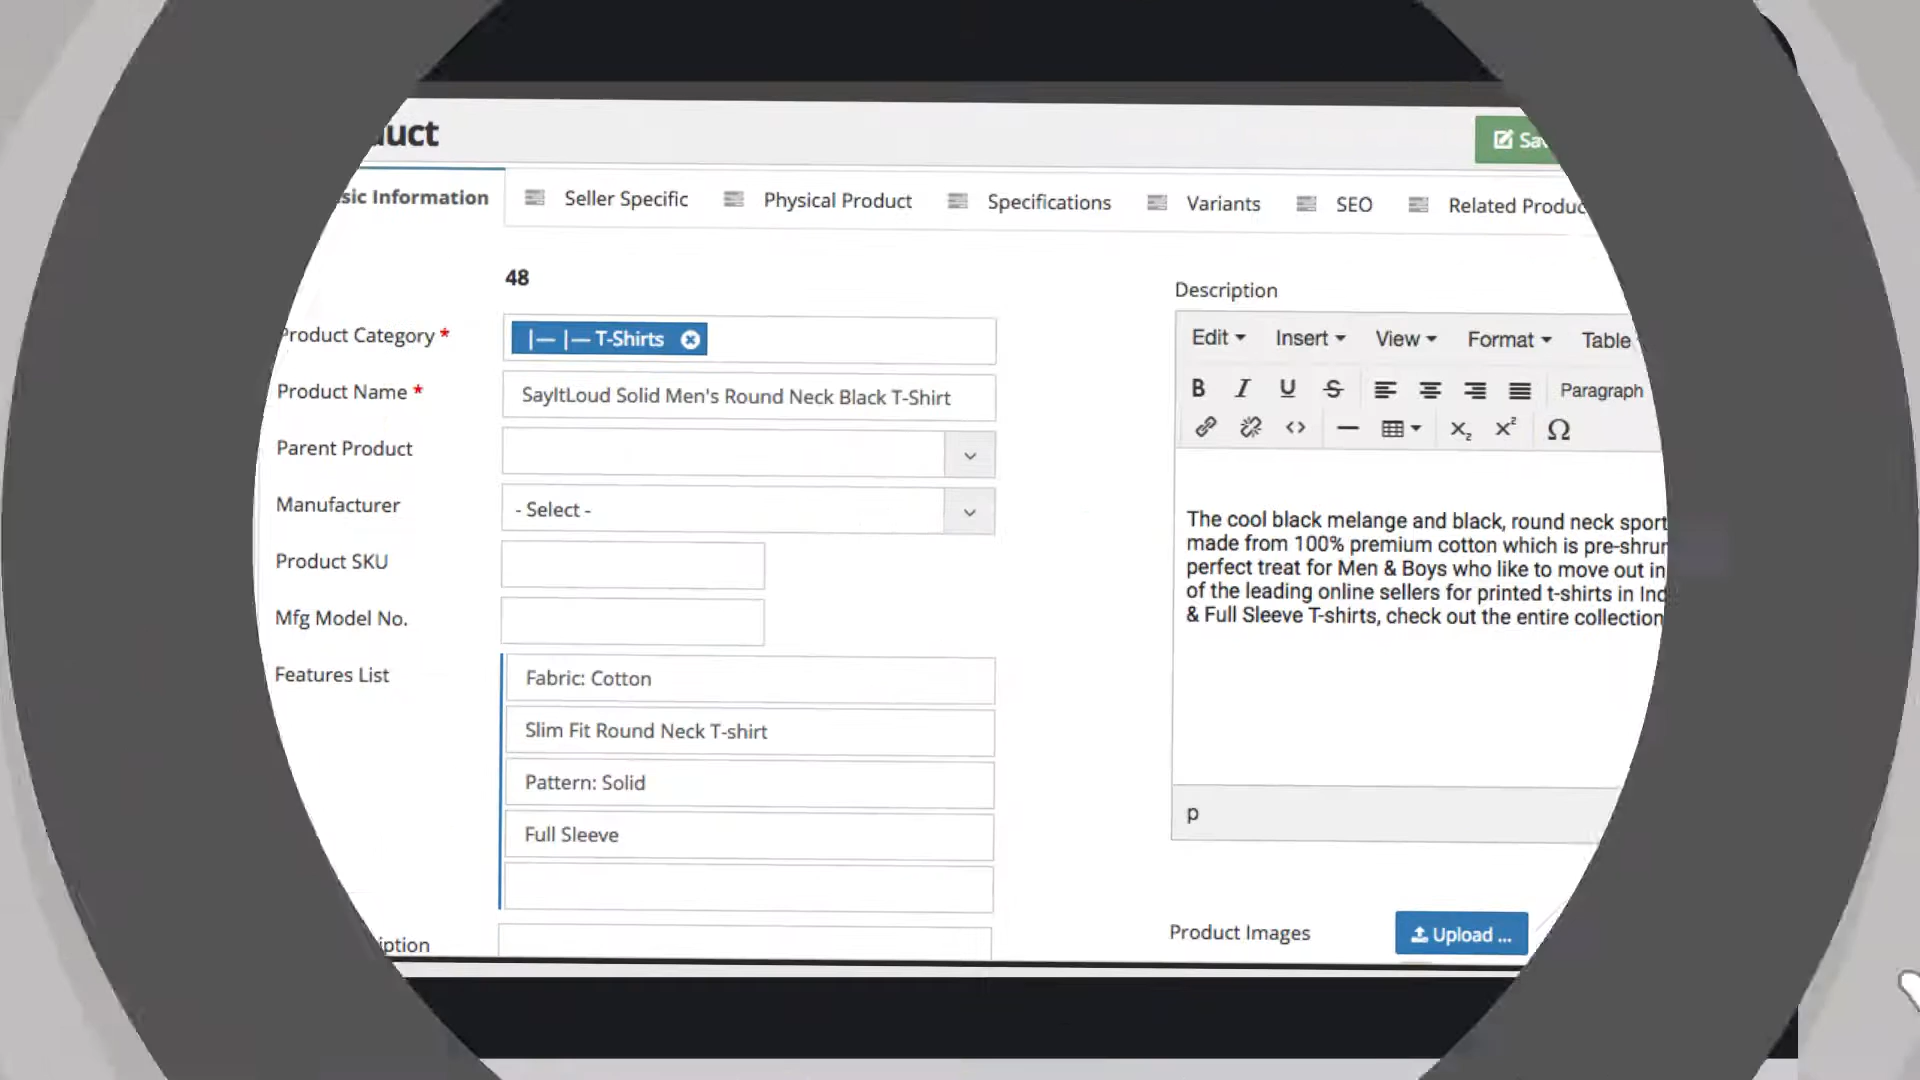 uct
Save
sic Information
Seller Specific
Physical Product
Specifications
Variants
SEO
Related Produc
48
Description
Product Category *
|— |— T-Shirts
Edit
Insert
View
Format
Table
Product Name *
SayItLoud Solid Men's Round Neck Black T-Shirt
B I U S
Paragraph
Parent Product
Manufacturer
- Select -
Product SKU
The cool black melange and black, round neck sport
made from 100% premium cotton which is pre-shrun
perfect treat for Men & Boys who like to move out in
of the leading online sellers for printed t-shirts in Ind
& Full Sleeve T-shirts, check out the entire collection
Mfg Model No.
Features List
Fabric: Cotton
Slim Fit Round Neck T-shirt
Pattern: Solid
Full Sleeve
p
iption
Product Images
Upload ...